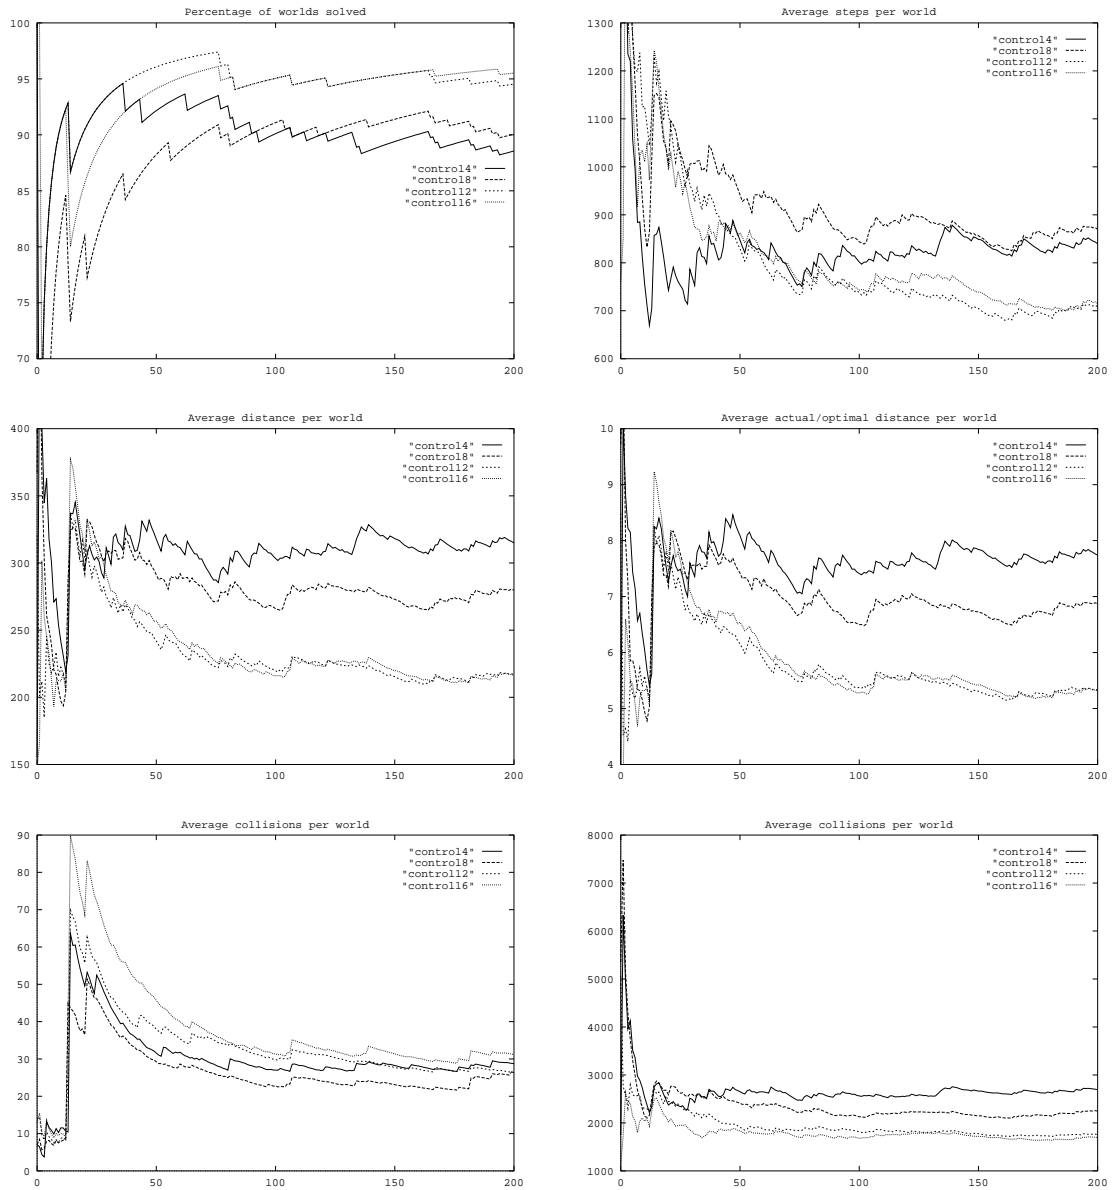 Percentage of worlds solved
100
95
90
85
80
75
70
0 50 100 150 200
"control4"
"control8"
"control12"
"control16"
Average steps per world
1300
1200
1100
1000
900
800
700
600
0 50 100 150 200
"control4"
"control8"
"control12"
"control16"
Average distance per world
400
350
300
250
200
150
0 50 100 150 200
"control4"
"control8"
"control12"
"control16"
Average actual/optimal distance per world
10
9
8
7
6
5
4
0 50 100 150 200
"control4"
"control8"
"control12"
"control16"
Average collisions per world
90
80
70
60
50
40
30
20
10
0
0 50 100 150 200
"control4"
"control8"
"control12"
"control16"
Average collisions per world
8000
7000
6000
5000
4000
3000
2000
1000
0 50 100 150 200
"control4"
"control8"
"control12"
"control16"